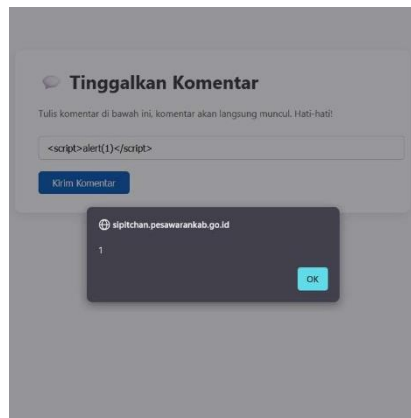 Tinggalkan Komentar
Tulis komentar di bawah ini, komentar akan langsung muncul. Hati-hati!
<script>alert(1)</script>
Kirim Komentar
sipitchan.pesawarankab.go.id
1
OK